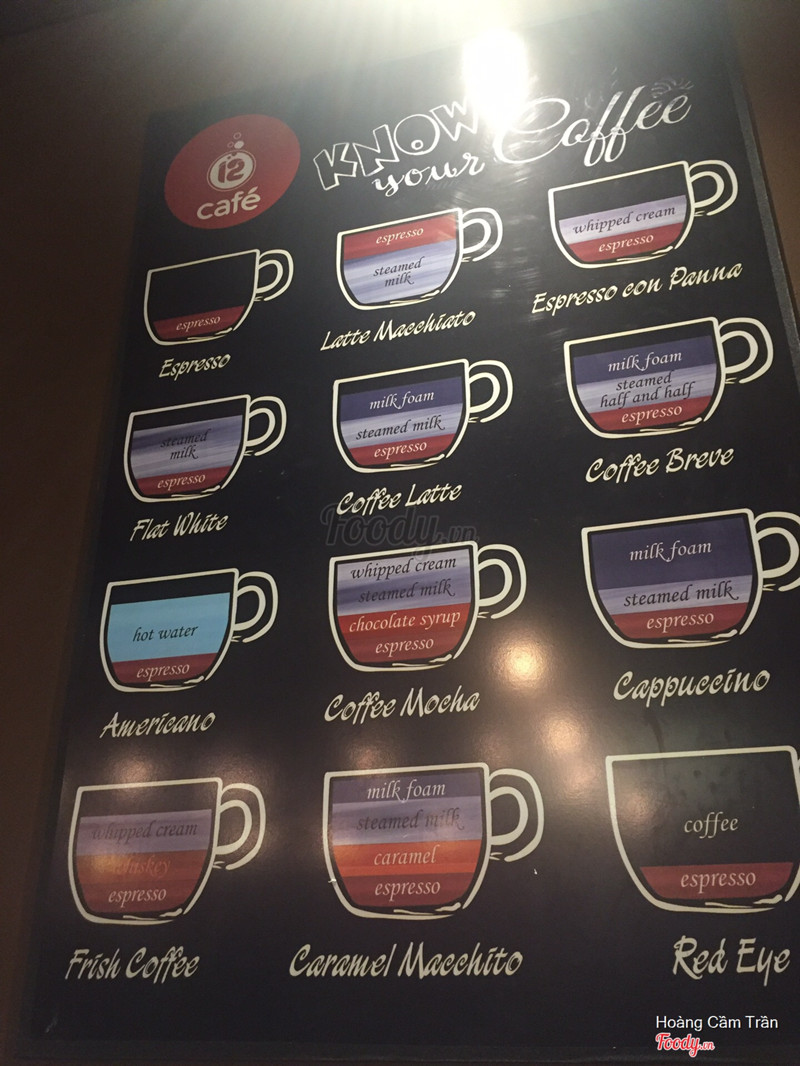 12
café
KNOW
your Coffee
espresso
Espresso
espresso
steamed
milk
Latte Macchiato
whipped cream
espresso
Espresso con Panna
steamed
milk
espresso
Flat White
milk foam
steamed milk
espresso
Coffee Latte
milk foam
steamed
half and half
espresso
Coffee Breve
hot water
espresso
Americano
whipped cream
steamed milk
chocolate syrup
espresso
Coffee Mocha
milk foam
steamed milk
espresso
Cappuccino
whipped cream
whiskey
espresso
Frish Coffee
milk foam
steamed milk
caramel
espresso
Caramel Macchito
coffee
espresso
Red Eye
Foody.vn
Hoàng Cầm Trần
Foody.vn